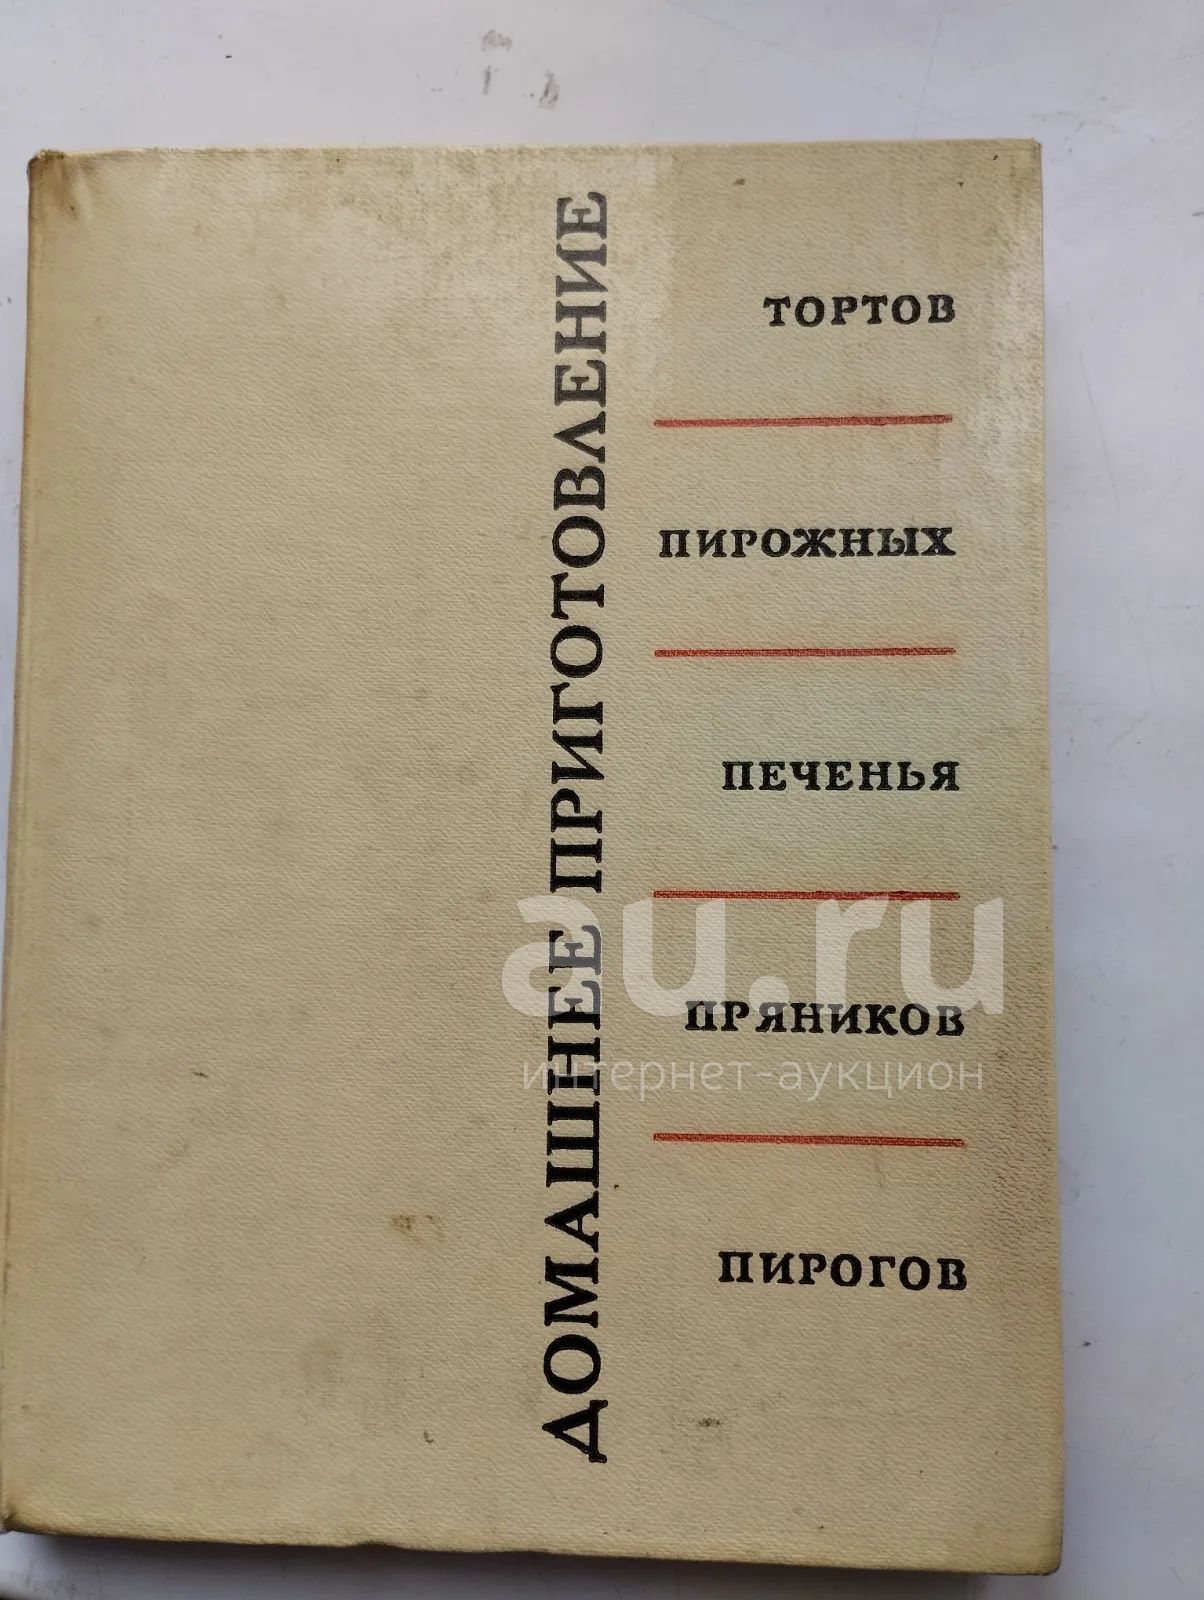 ДОМАШНЕЕ ПРИГОТОВЛЕНИЕ
ТОРТОВ
ПИРОЖНЫХ
ПЕЧЕНЬЯ
ПРЯНИКОВ
ПИРОГОВ
au.ru
интернет-аукцион